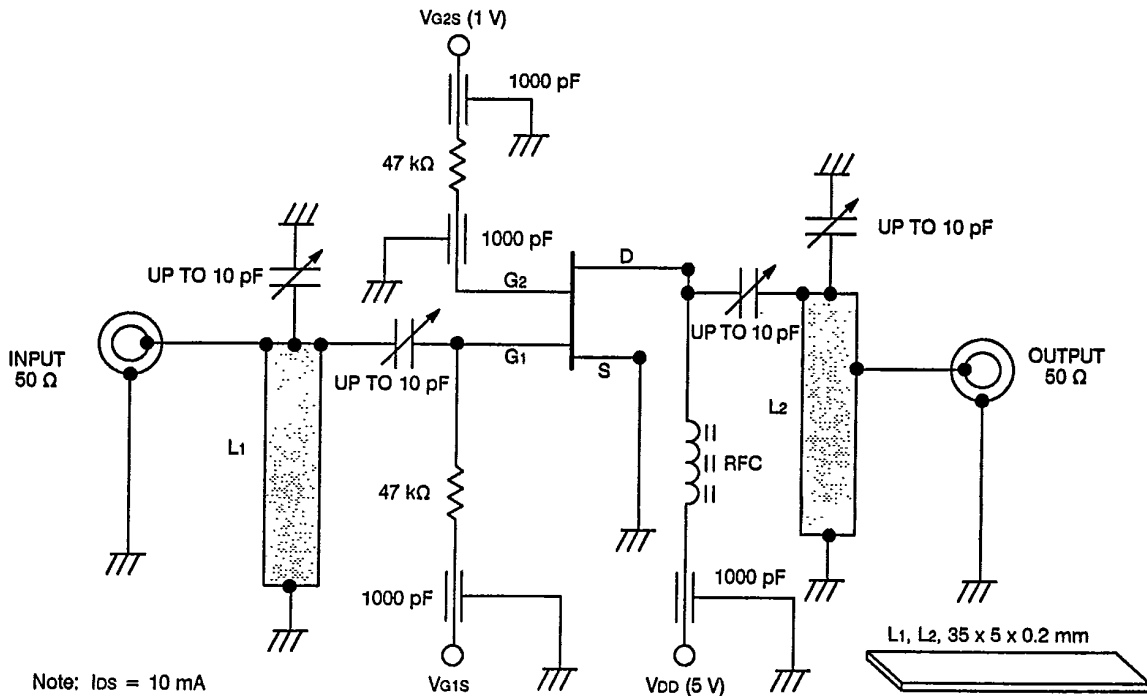 VG2S (1 V)
1000 pF
47 kΩ
1000 pF
UP TO 10 pF
UP TO 10 pF
D
G2
INPUT
50 Ω
UP TO 10 pF
G1
S
UP TO 10 pF
OUTPUT
50 Ω
L1
L2
RFC
47 kΩ
1000 pF
1000 pF
L1, L2, 35 x 5 x 0.2 mm
Note: IDS = 10 mA
VG1S
VDD (5 V)